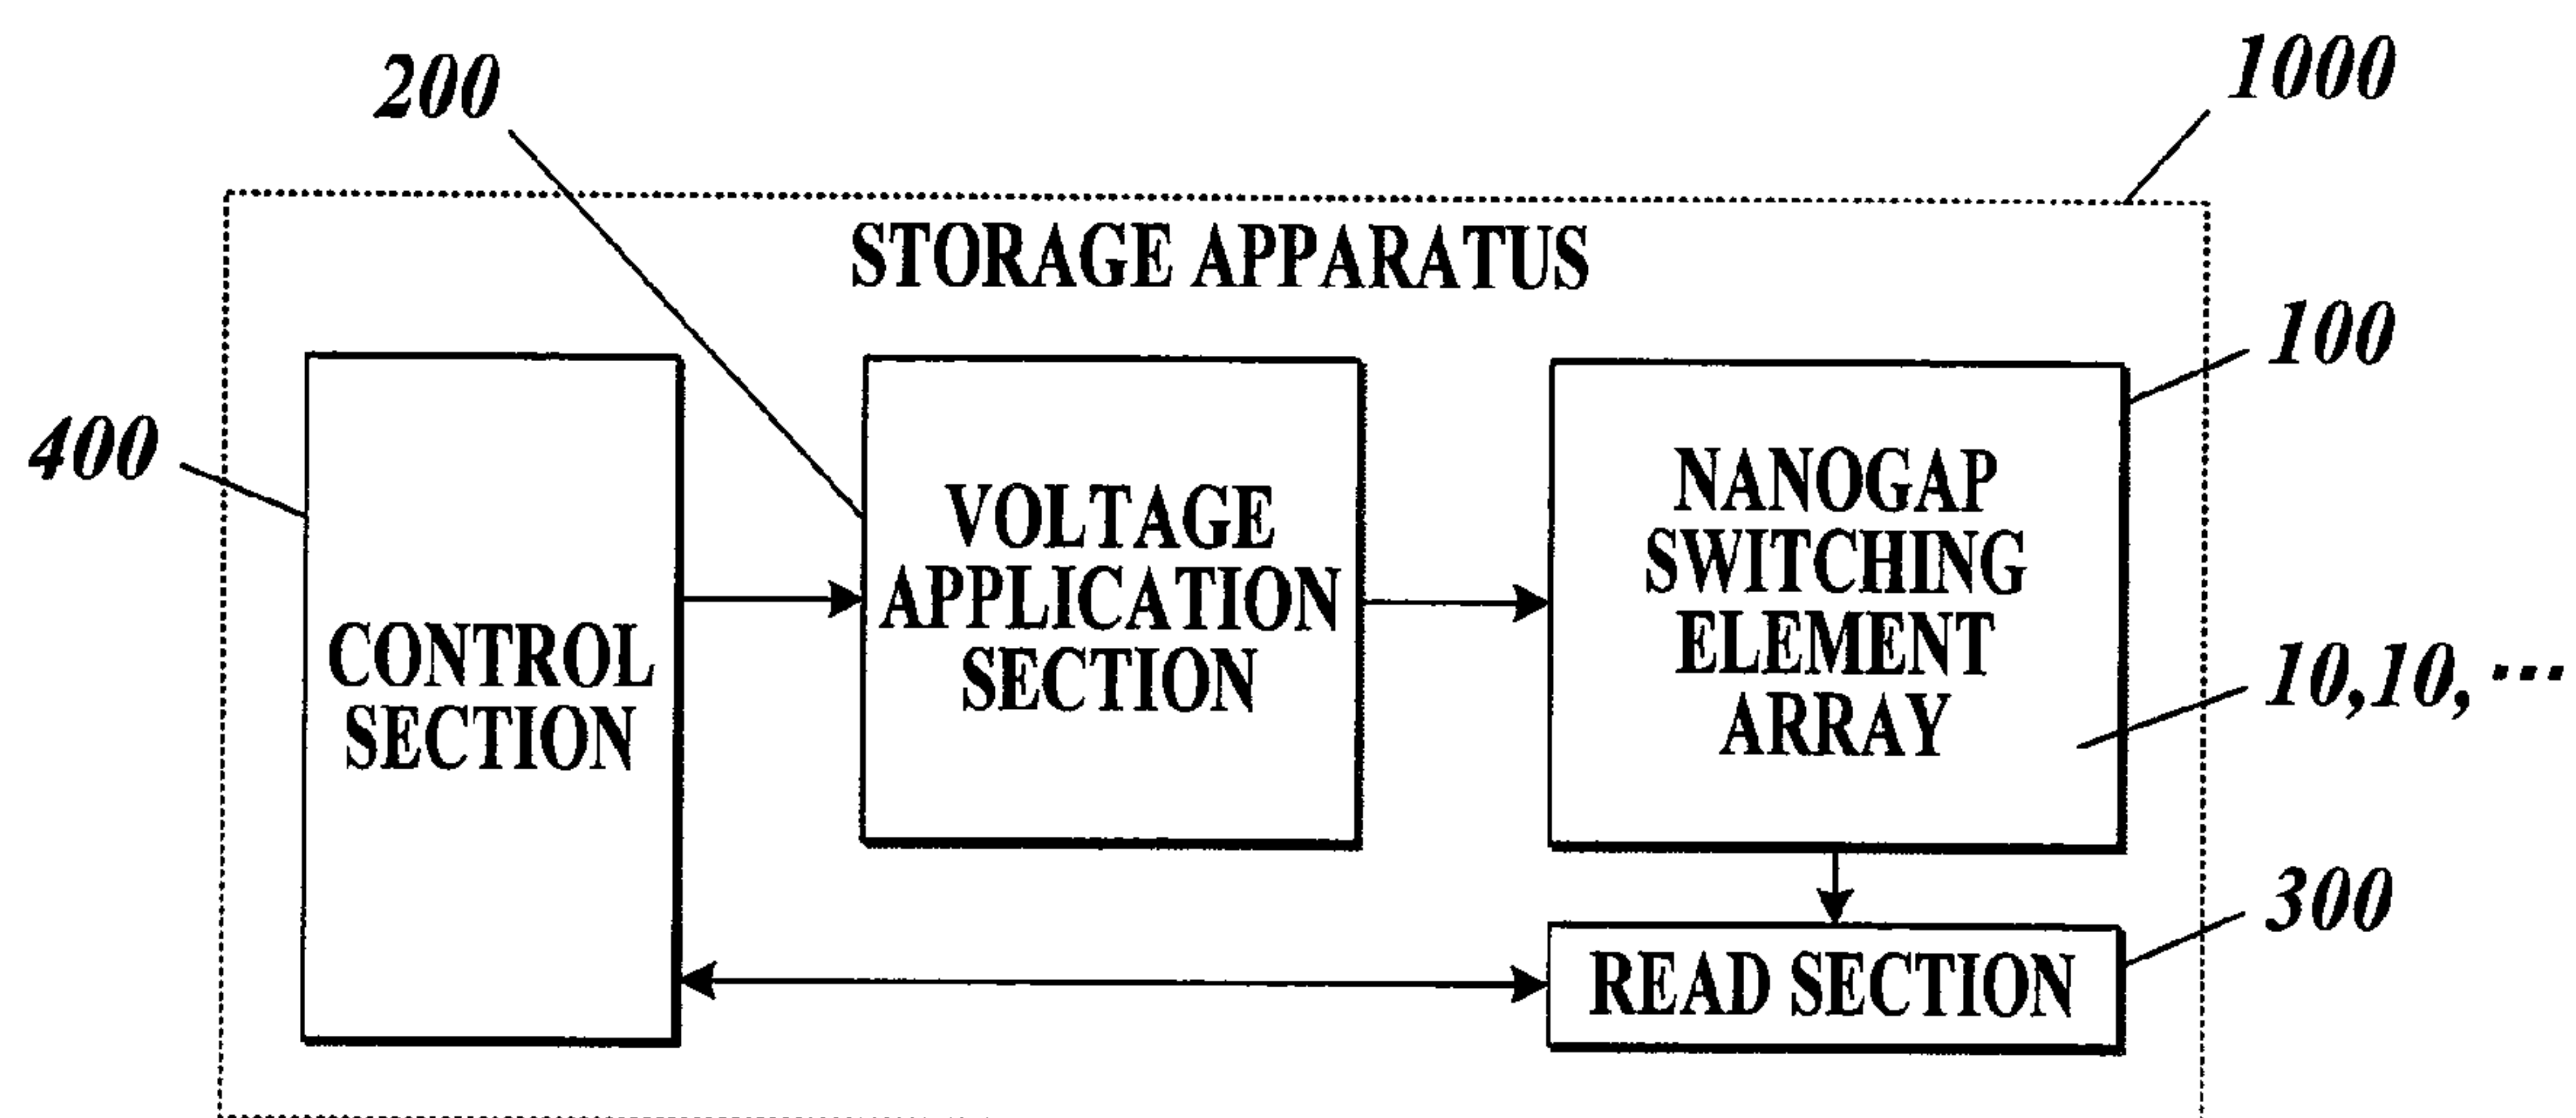 200
1000
STORAGE APPARATUS
100
400
NANOGAP
SWITCHING
ELEMENT
ARRAY
VOLTAGE
APPLICATION
SECTION
CONTROL
SECTION
10,10, ···
300
READ SECTION